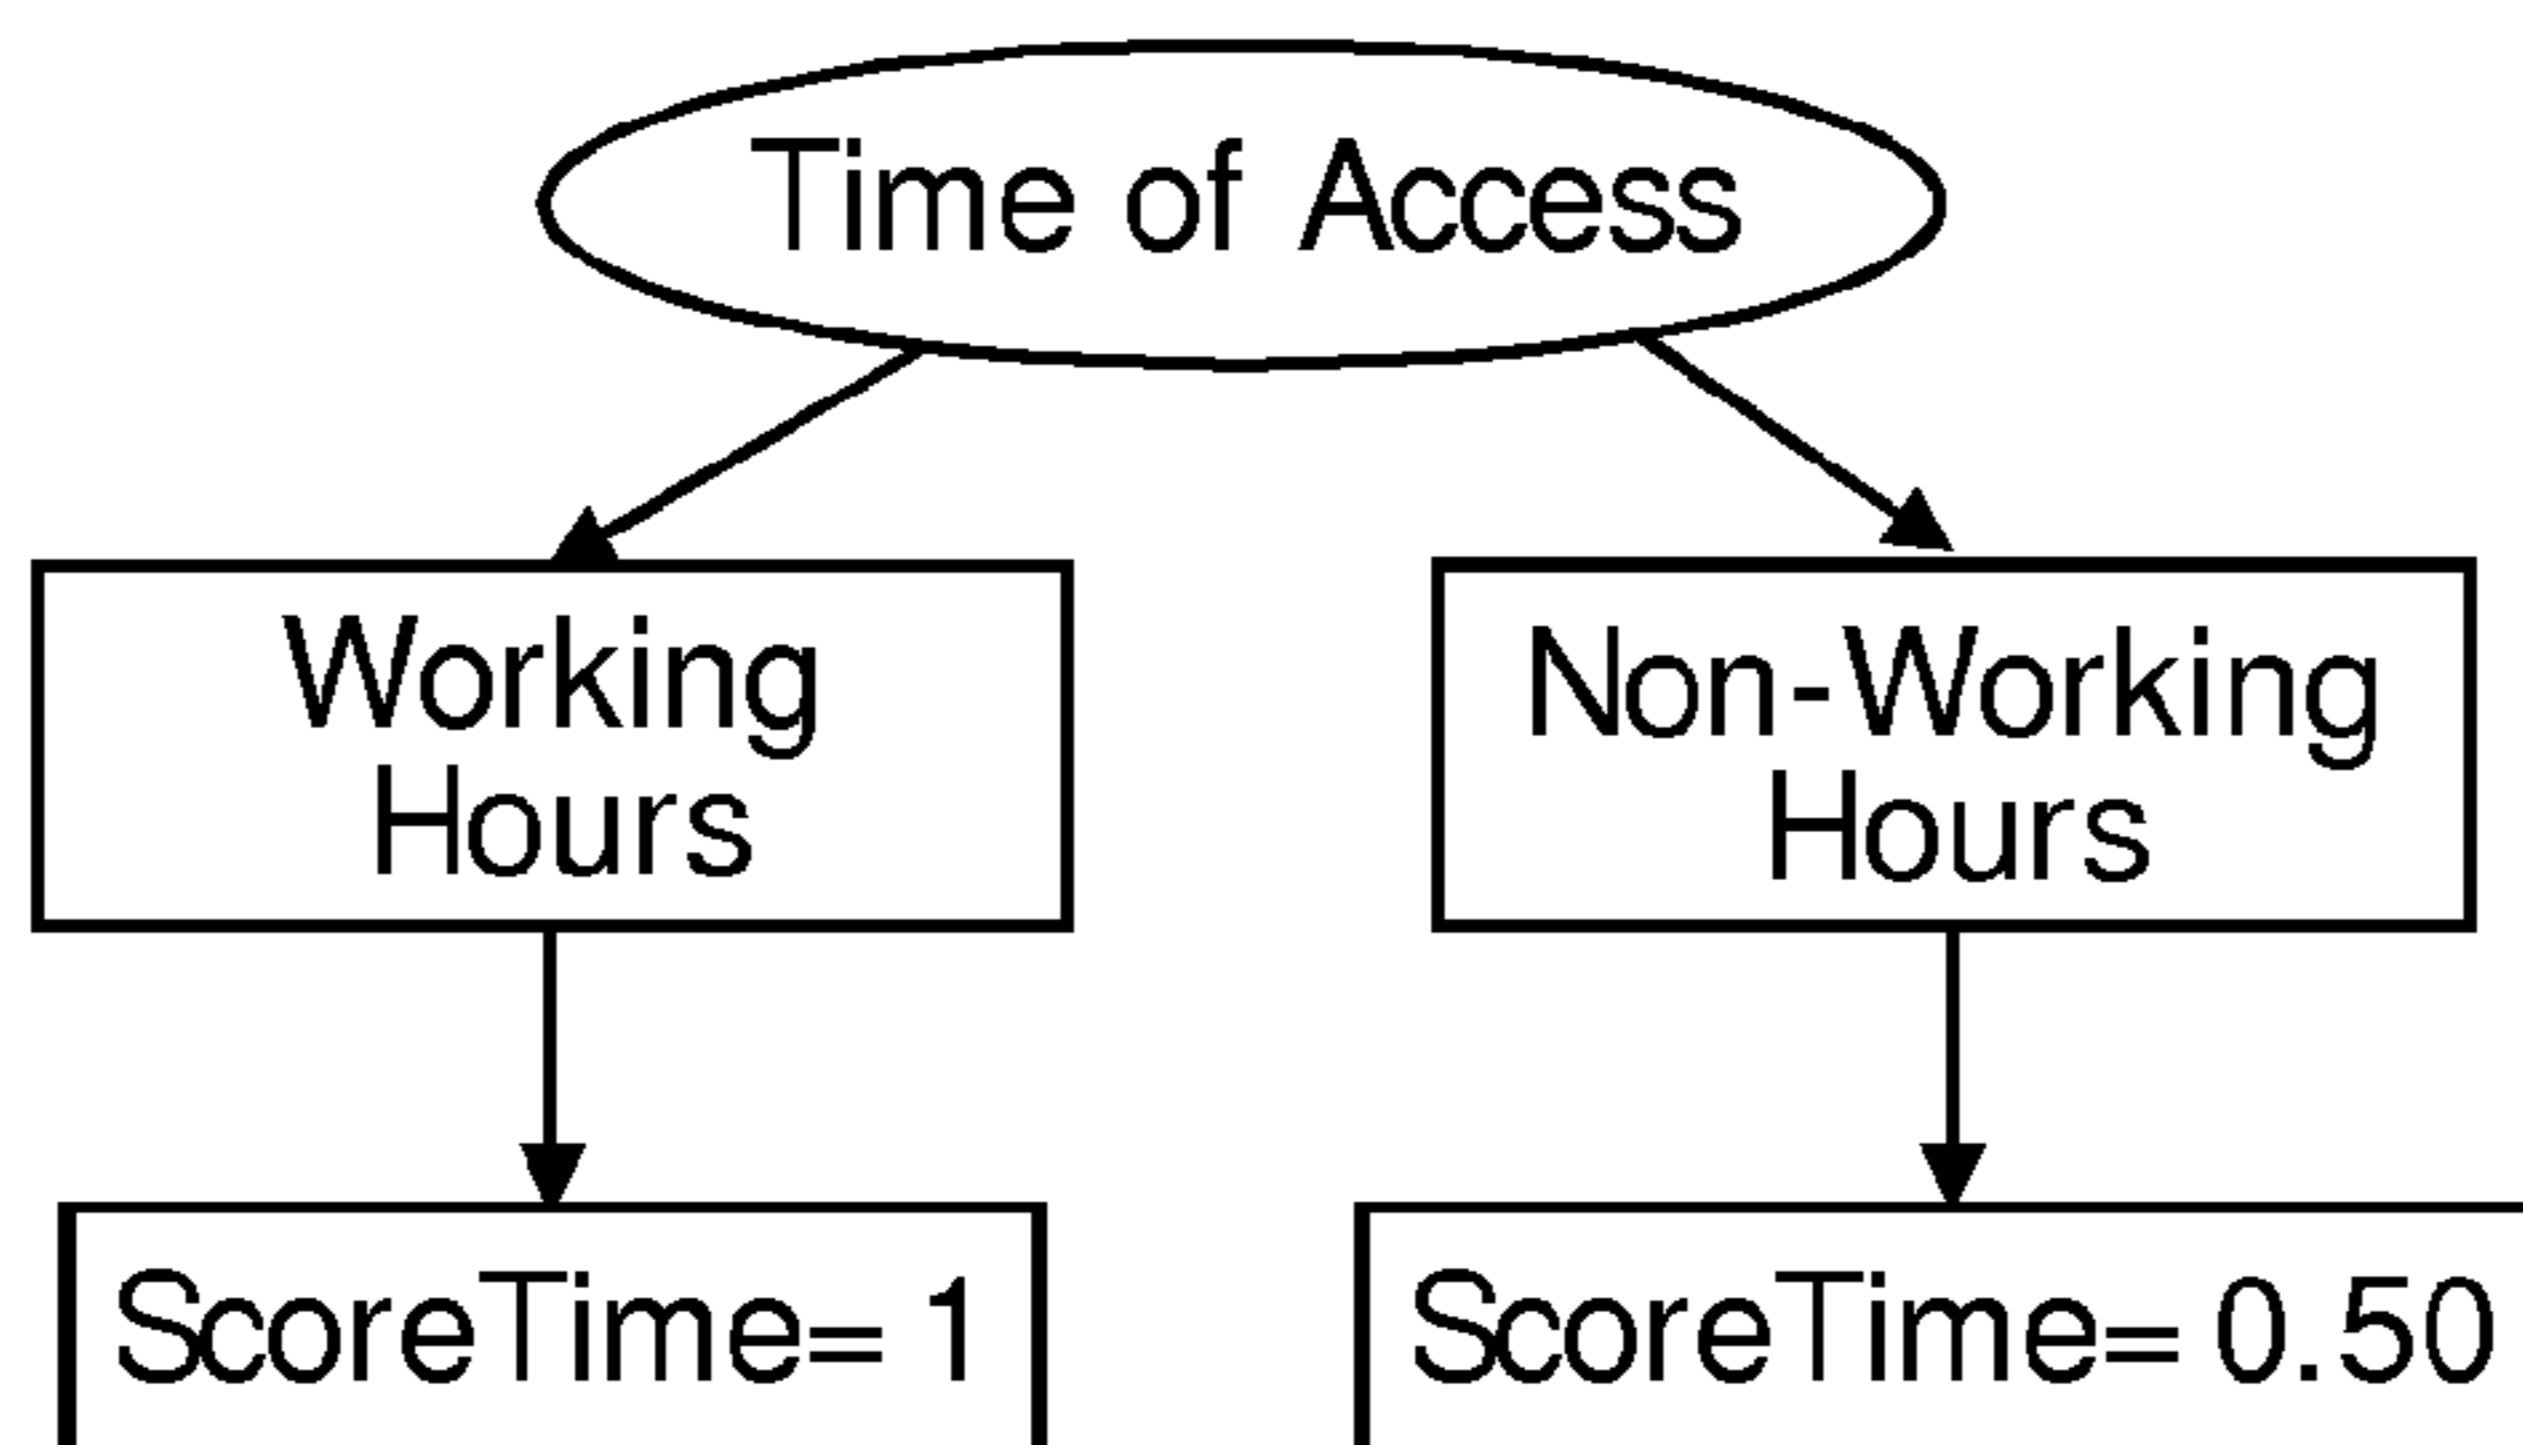 Time of Access
Working
Hours
Non-Working
Hours
ScoreTime= 1
ScoreTime= 0.50